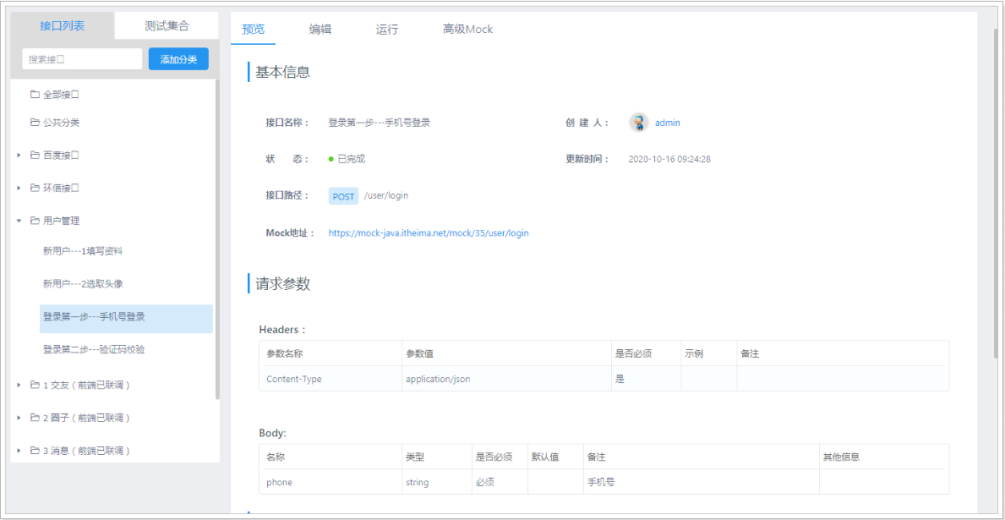 接口列表
测试集合
搜索接口
添加分类
全部接口
公共分类
百度接口
环信接口
用户管理
新用户---1填写资料
新用户---2选取头像
登录第一步---手机号登录
登录第二步---验证码校验
1 交友（前端已联调）
2 圈子（前端已联调）
3 消息（前端已联调）
预览 编辑 运行 高级Mock
基本信息
接口名称： 登录第一步---手机号登录 创 建 人： admin
状 态： 已完成 更新时间： 2020-10-16 09:24:28
接口路径： POST /user/login
Mock地址： https://mock-java.itheima.net/mock/35/user/login
请求参数
Headers：
参数名称 参数值 是否必须 示例 备注
Content-Type application/json 是
Body:
名称 类型 是否必须 默认值 备注 其他信息
phone string 必须 手机号